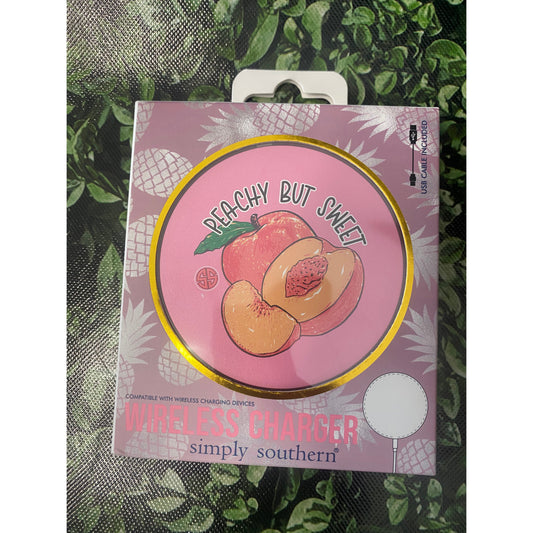 USB CABLE INCLUDED
PEACHY BUT SWEET
COMPATIBLE WITH WIRELESS CHARGING DEVICES
WIRELESS CHARGER
simply southern®